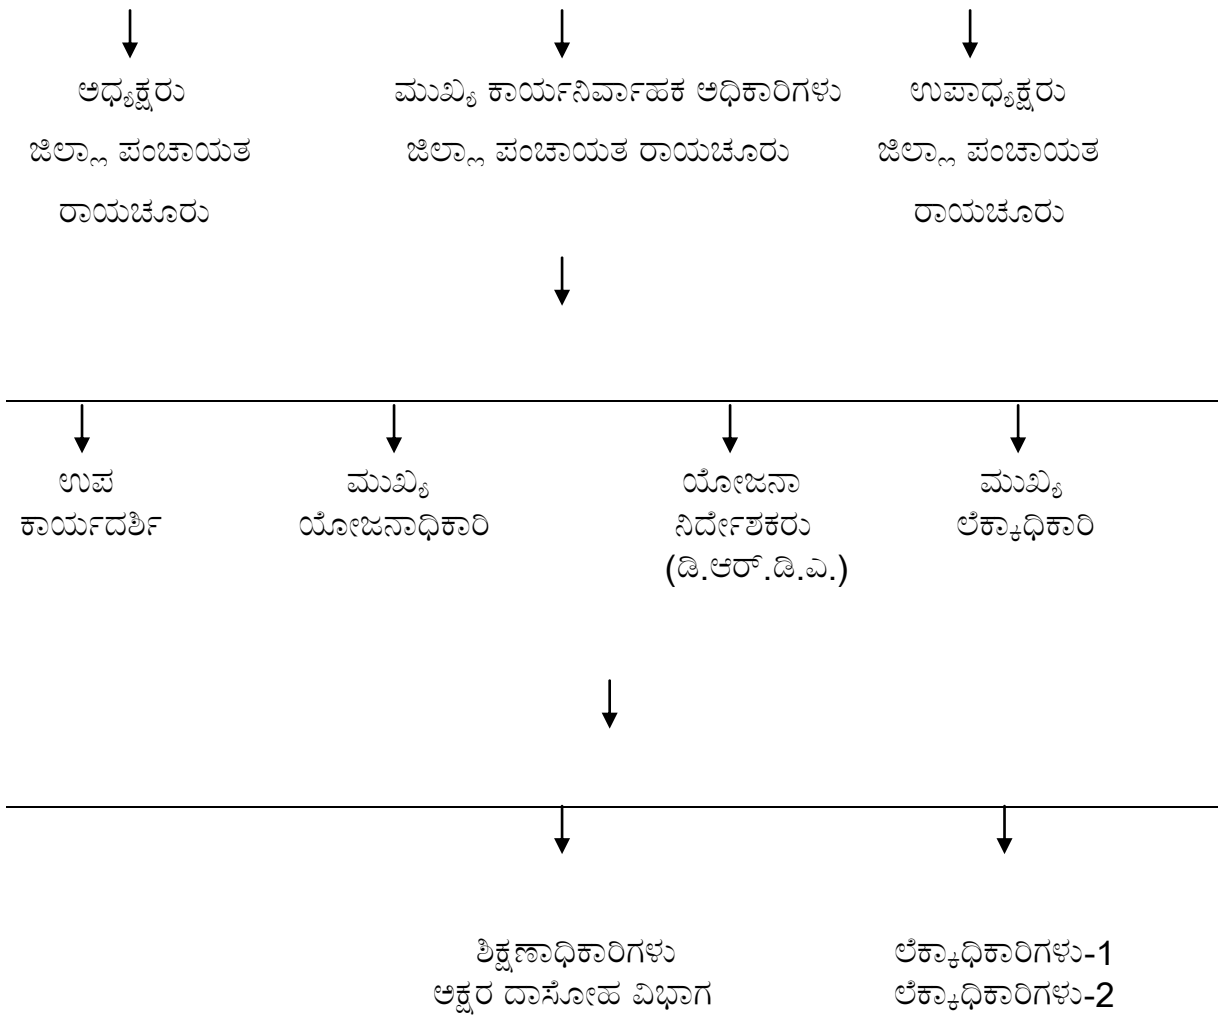 ಅಧ್ಯಕ್ಷರು
ಜಿಲ್ಲಾ ಪಂಚಾಯತ
ರಾಯಚೂರು
ಮುಖ್ಯ ಕಾರ್ಯನಿರ್ವಾಹಕ ಅಧಿಕಾರಿಗಳು
ಜಿಲ್ಲಾ ಪಂಚಾಯತ ರಾಯಚೂರು
ಉಪಾಧ್ಯಕ್ಷರು
ಜಿಲ್ಲಾ ಪಂಚಾಯತ
ರಾಯಚೂರು
ಉಪ
ಕಾರ್ಯದರ್ಶಿ
ಮುಖ್ಯ
ಯೋಜನಾಧಿಕಾರಿ
ಯೋಜನಾ
ನಿರ್ದೇಶಕರು
(ಡಿ.ಆರ್.ಡಿ.ಎ.)
ಮುಖ್ಯ
ಲೆಕ್ಕಾಧಿಕಾರಿ
ಶಿಕ್ಷಣಾಧಿಕಾರಿಗಳು
ಅಕ್ಷರ ದಾಸೋಹ ವಿಭಾಗ
ಲೆಕ್ಕಾಧಿಕಾರಿಗಳು-1
ಲೆಕ್ಕಾಧಿಕಾರಿಗಳು-2